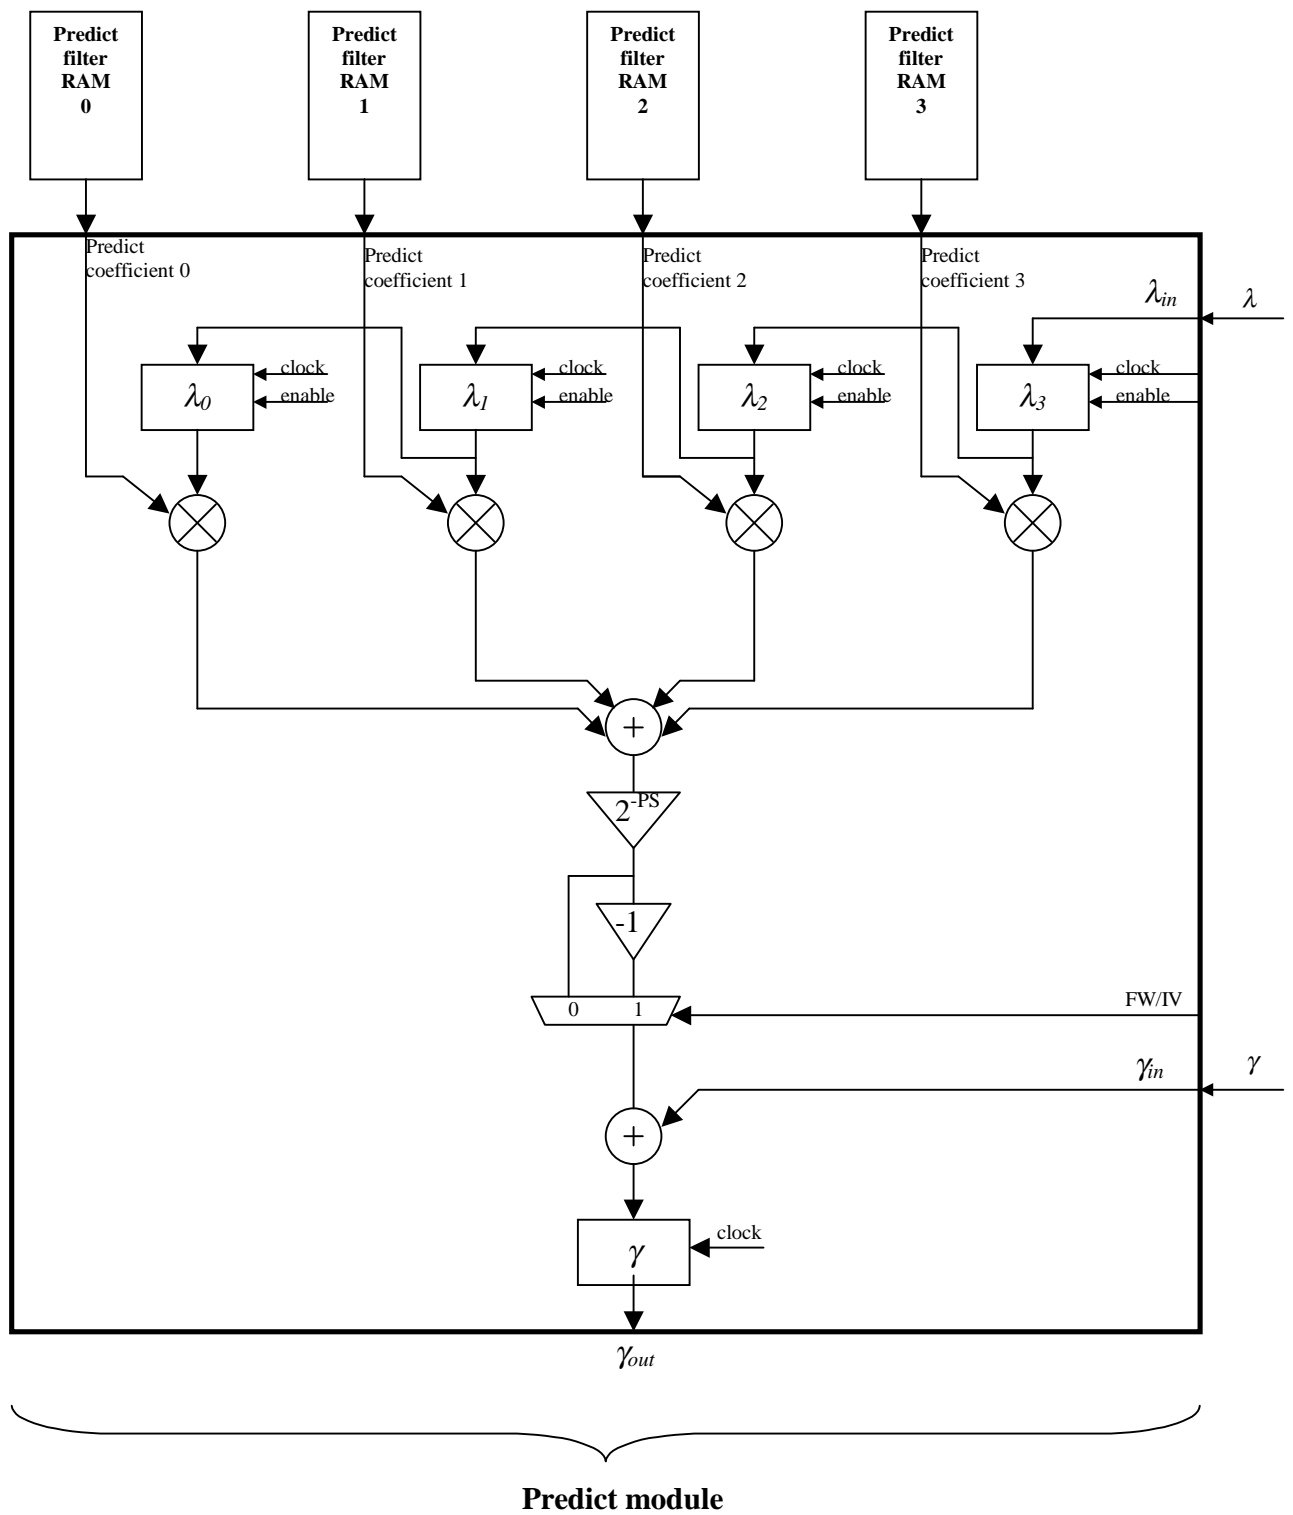 Predict
filter
RAM
0
Predict
filter
RAM
1
Predict
filter
RAM
2
Predict
filter
RAM
3
Predict
coefficient 0
Predict
coefficient 1
Predict
coefficient 2
Predict
coefficient 3
λin
λ
λ0
clock
enable
λ1
clock
enable
λ2
clock
enable
λ3
clock
enable
+
2-PS
-1
0 1
FW/IV
γin
γ
+
γ
clock
γout
Predict module